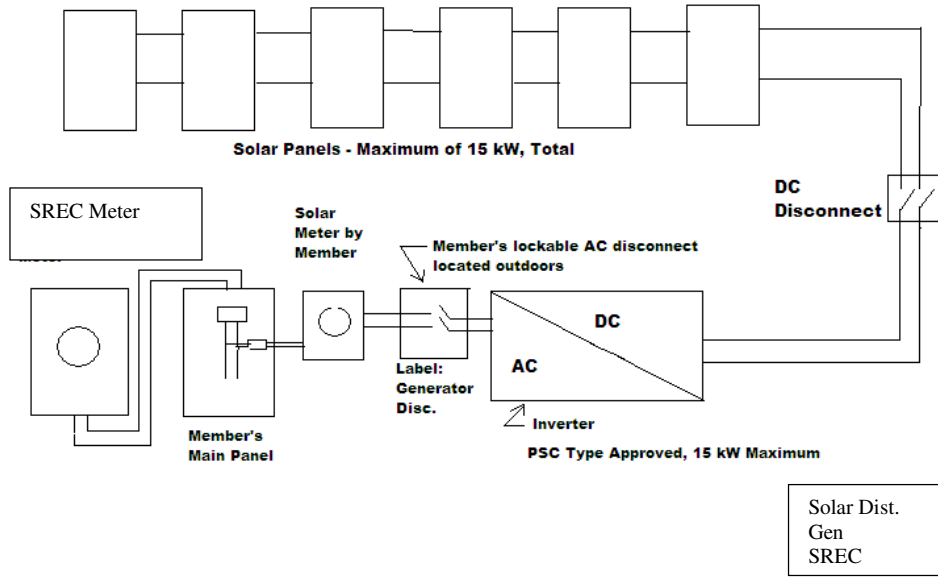 Solar Panels - Maximum of 15 kW, Total
DC
Disconnect
SREC Meter
Solar
Meter by
Member
Member's lockable AC disconnect
located outdoors
DC
AC
Label:
Generator
Disc.
Inverter
Member's
Main Panel
PSC Type Approved, 15 kW Maximum
Solar Dist.
Gen
SREC